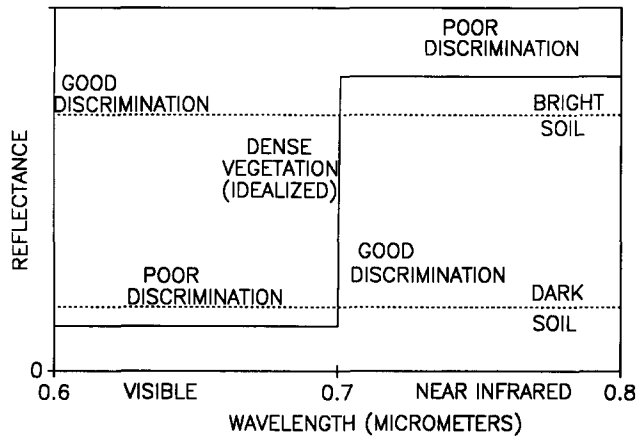 POOR
DISCRIMINATION
GOOD
DISCRIMINATION
BRIGHT
SOIL
DENSE
VEGETATION
(IDEALIZED)
REFLECTANCE
GOOD
DISCRIMINATION
POOR
DISCRIMINATION
DARK
SOIL
0
0.6 VISIBLE 0.7 NEAR INFRARED 0.8
WAVELENGTH (MICROMETERS)